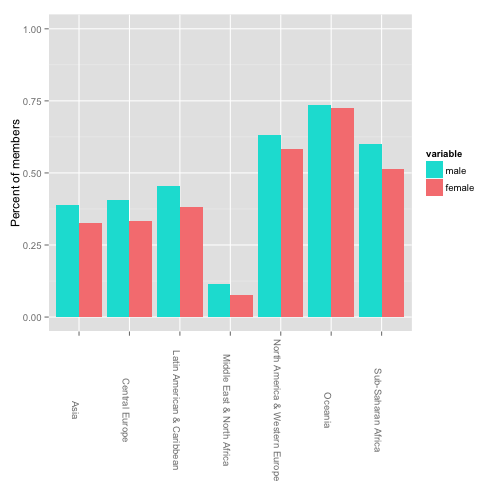 1.00
0.75
0.50
0.25
0.00
Percent of members
Asia
Central Europe
Latin American & Caribbean
Middle East & North Africa
North America & Western Europe
Oceania
Sub-Saharan Africa
variable
male
female